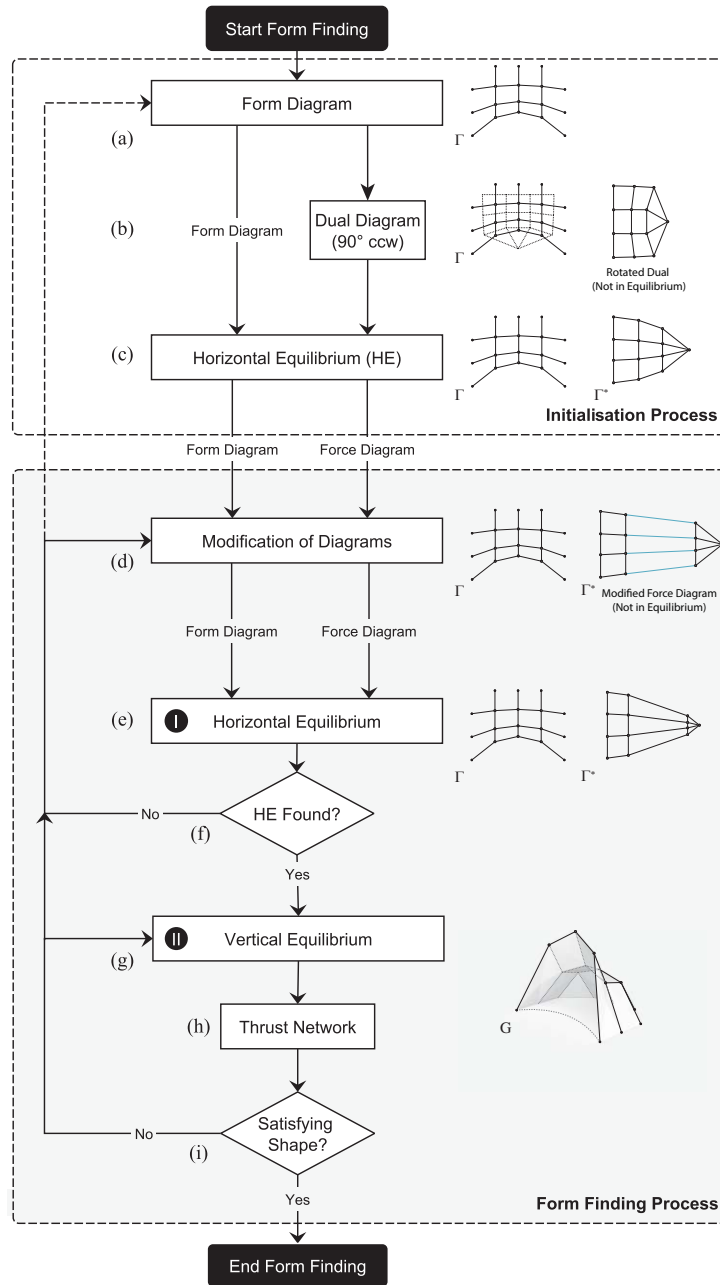 Start Form Finding
Form Diagram
(a)
Γ
(b)
Form Diagram
Dual Diagram
(90° ccw)
Γ
Rotated Dual
(Not in Equilibrium)
(c)
Horizontal Equilibrium (HE)
Γ
Γ*
Initialisation Process
Form Diagram
Force Diagram
Modification of Diagrams
(d)
Γ
Γ*
Modified Force Diagram
(Not in Equilibrium)
Form Diagram
Force Diagram
(e)
I
Horizontal Equilibrium
Γ
Γ*
No
HE Found?
(f)
Yes
II
Vertical Equilibrium
(g)
(h)
Thrust Network
G
No
Satisfying
Shape?
(i)
Yes
Form Finding Process
End Form Finding